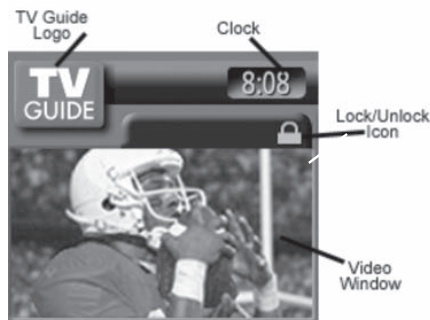 TV Guide
Logo
Clock
TV
GUIDE
8:08
Lock/Unlock
Icon
Video
Window